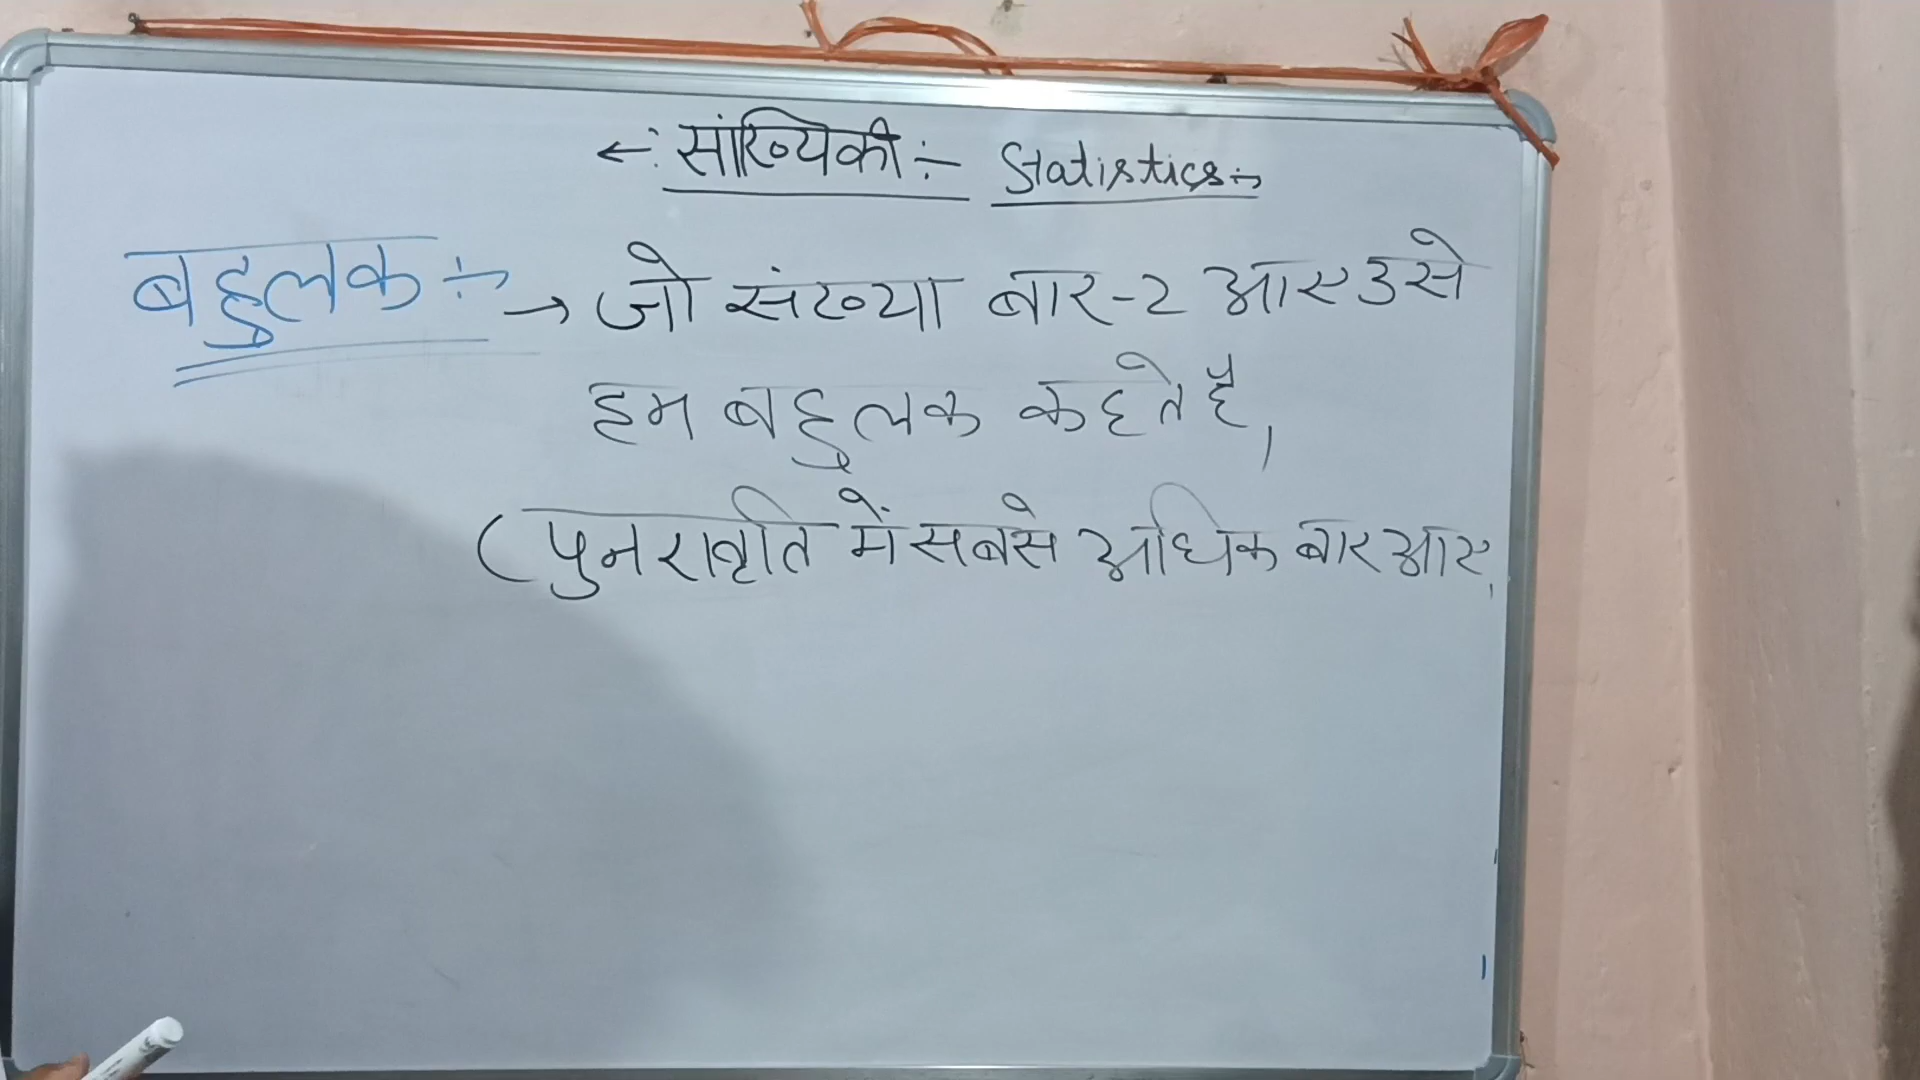 ←: सांख्यिकी :- Statistics :-
बहुलक :- → जो संख्या बार-2 आए उसे
हम बहुलक कहते है,
(पुनरावृति में सबसे अधिक बार आए,